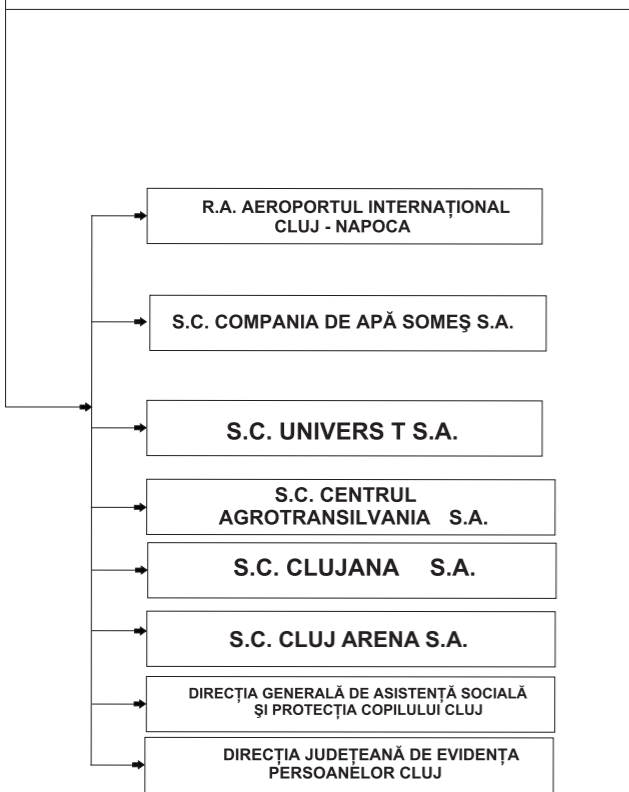 R.A. AEROPORTUL INTERNAȚIONAL
CLUJ - NAPOCA
S.C. COMPANIA DE APĂ SOMEŞ S.A.
S.C. UNIVERS T S.A.
S.C. CENTRUL
AGROTRANSILVANIA S.A.
S.C. CLUJANA S.A.
S.C. CLUJ ARENA S.A.
DIRECȚIA GENERALĂ DE ASISTENȚĂ SOCIALĂ
ŞI PROTECȚIA COPILULUI CLUJ
DIRECȚIA JUDEȚEANĂ DE EVIDENȚA
PERSOANELOR CLUJ